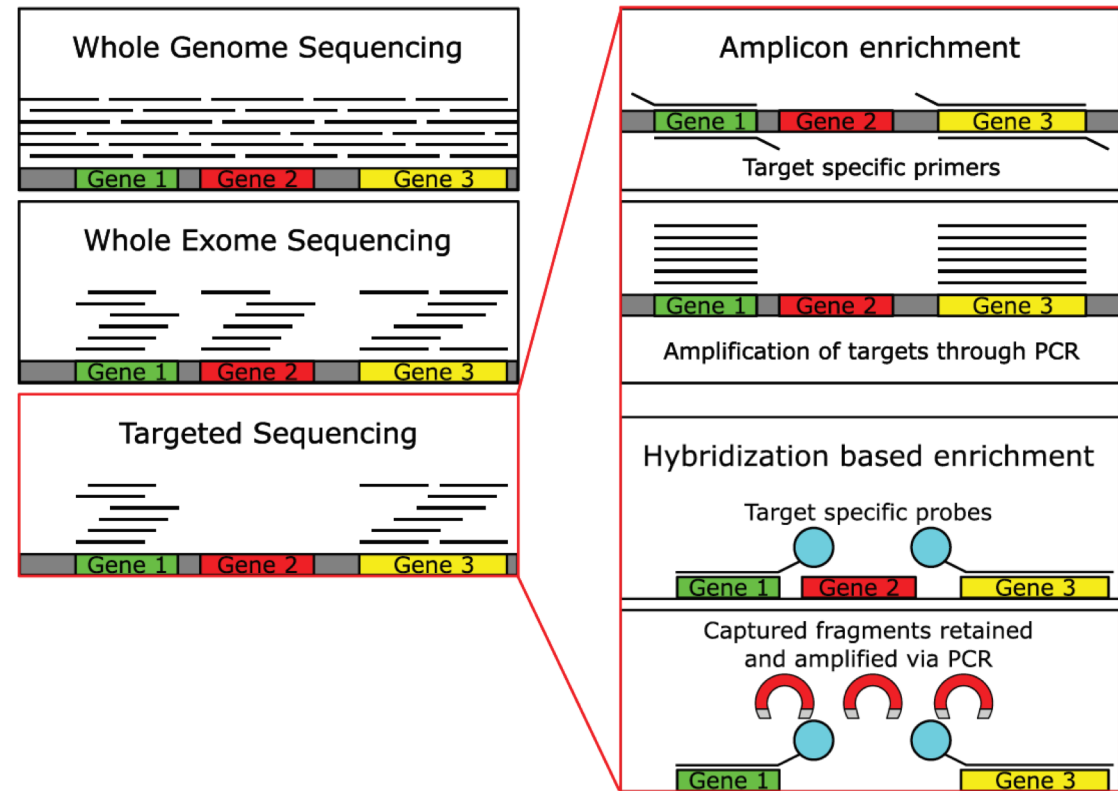 Whole Genome Sequencing
Gene 1 Gene 2 Gene 3
Whole Exome Sequencing
Gene 1 Gene 2 Gene 3
Targeted Sequencing
Gene 1 Gene 2 Gene 3
Amplicon enrichment
Gene 1 Gene 2 Gene 3
Target specific primers
Gene 1 Gene 2 Gene 3
Amplification of targets through PCR
Hybridization based enrichment
Target specific probes
Gene 1 Gene 2 Gene 3
Captured fragments retained
and amplified via PCR
Gene 1 Gene 3